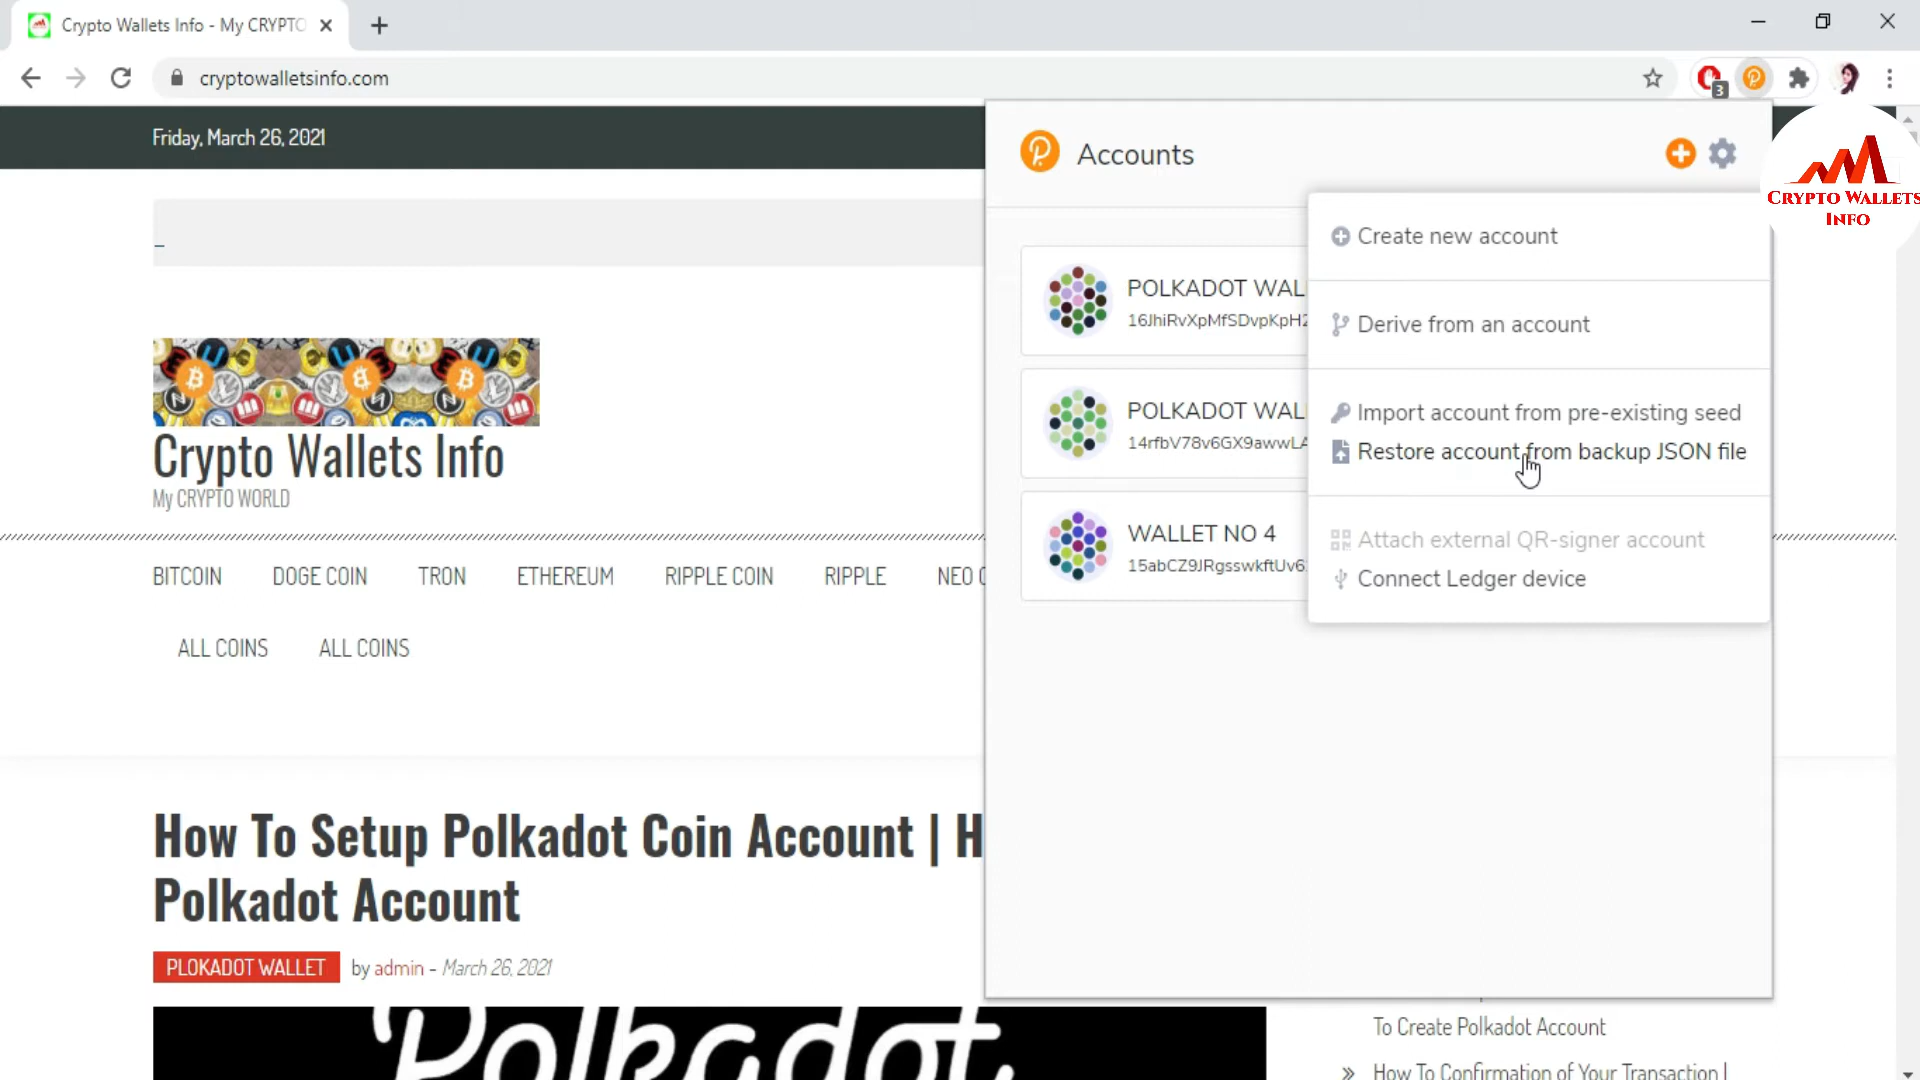 Crypto Wallets Info - My CRYPTO
cryptowalletsinfo.com
3
Friday, March 26, 2021
Accounts
CRYPTO WALLETS
INFO
Create new account
Derive from an account
Import account from pre-existing seed
Restore account from backup JSON file
Attach external QR-signer account
Connect Ledger device
POLKADOT WAL
16JhiRvXpMfSDvpKpH2
POLKADOT WAL
14rfbV78v6GX9awwLA
WALLET NO 4
15abCZ9JRgsswkftUv6
Crypto Wallets Info
My CRYPTO WORLD
BITCOIN DOGE COIN TRON ETHEREUM RIPPLE COIN RIPPLE NEO C
ALL COINS ALL COINS
How To Setup Polkadot Coin Account | H
Polkadot Account
PLOKADOT WALLET by admin - March 26, 2021
Polkadot
To Create Polkadot Account
» How To Confirmation of Your Transaction |